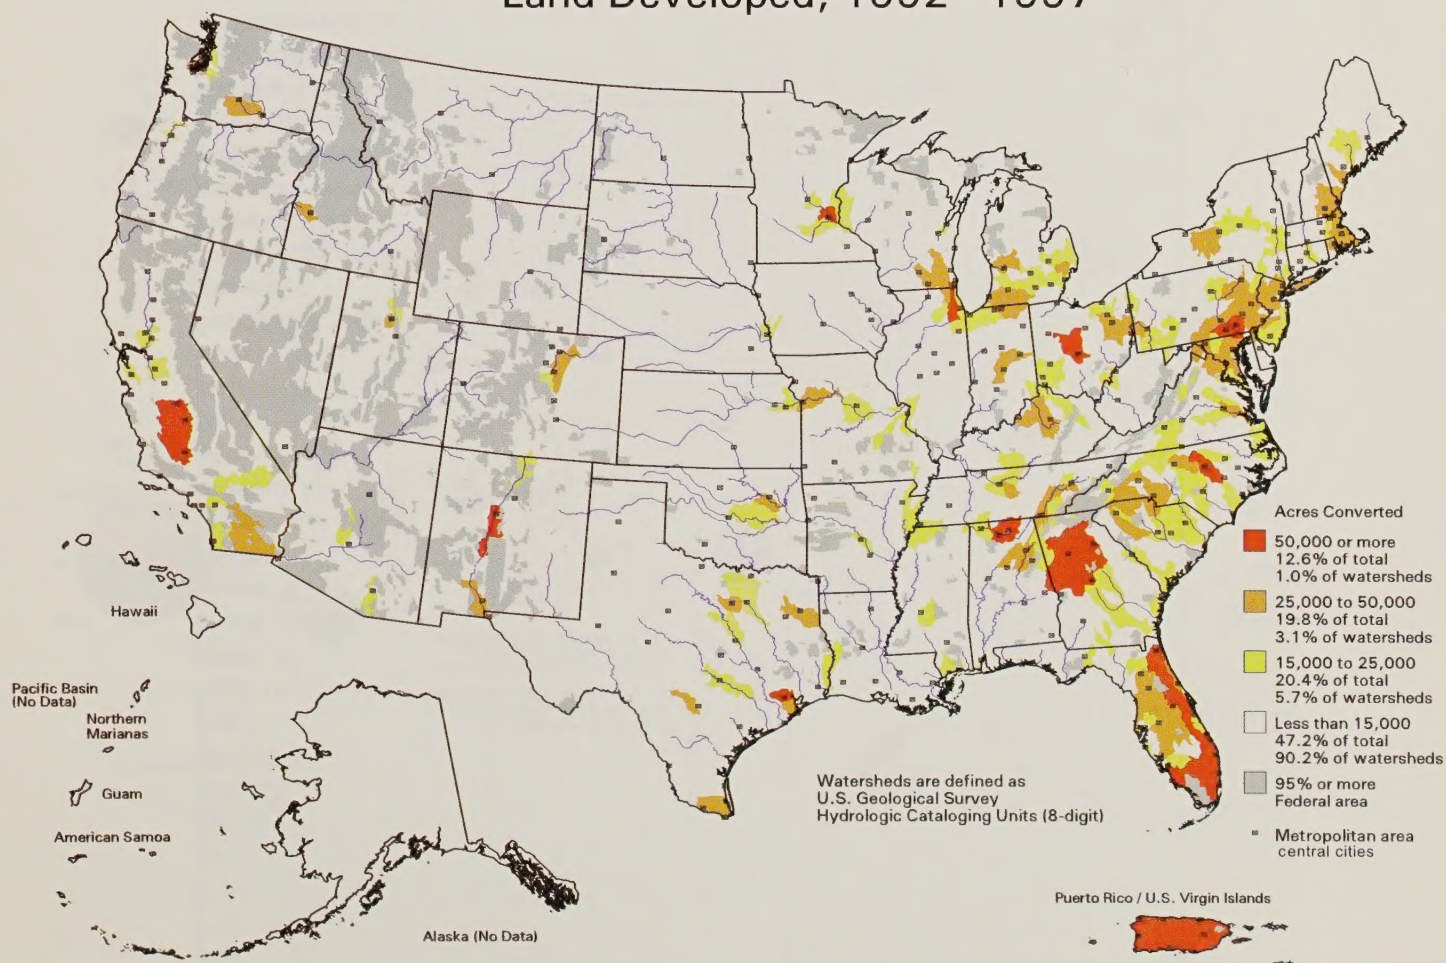 Land Developed, 1992 - 1997
Acres Converted
50,000 or more
12.6% of total
1.0% of watersheds
25,000 to 50,000
19.8% of total
3.1% of watersheds
15,000 to 25,000
20.4% of total
5.7% of watersheds
Less than 15,000
47.2% of total
90.2% of watersheds
95% or more
Federal area
Metropolitan area
central cities
Hawaii
Pacific Basin
(No Data)
Northern
Marianas
Guam
American Samoa
Alaska (No Data)
Watersheds are defined as
U.S. Geological Survey
Hydrologic Cataloging Units (8-digit)
Puerto Rico / U.S. Virgin Islands